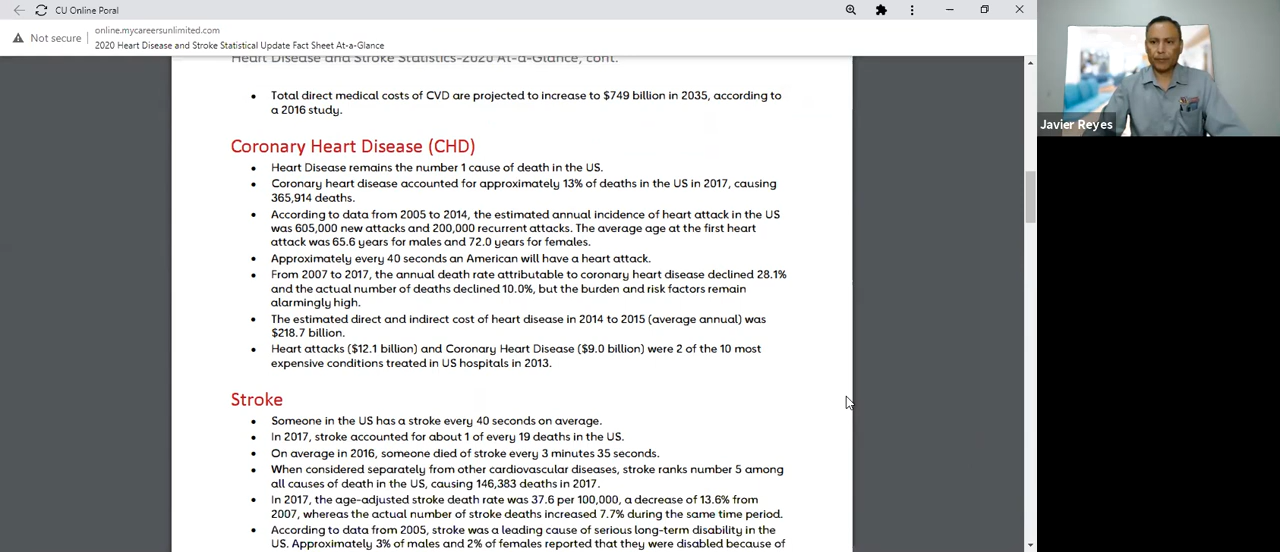 CU Online Poral
Not secure
online.mycareersunlimited.com
2020 Heart Disease and Stroke Statistical Update Fact Sheet At-a-Glance
Heart Disease and Stroke Statistics-2020 At-a-Glance, cont.
• Total direct medical costs of CVD are projected to increase to $749 billion in 2035, according to
a 2016 study.
Javier Reyes
Coronary Heart Disease (CHD)
• Heart Disease remains the number 1 cause of death in the US.
• Coronary heart disease accounted for approximately 13% of deaths in the US in 2017, causing
365,914 deaths.
• According to data from 2005 to 2014, the estimated annual incidence of heart attack in the US
was 605,000 new attacks and 200,000 recurrent attacks. The average age at the first heart
attack was 65.6 years for males and 72.0 years for females.
• Approximately every 40 seconds an American will have a heart attack.
• From 2007 to 2017, the annual death rate attributable to coronary heart disease declined 28.1%
and the actual number of deaths declined 10.0%, but the burden and risk factors remain
alarmingly high.
• The estimated direct and indirect cost of heart disease in 2014 to 2015 (average annual) was
$218.7 billion.
• Heart attacks ($12.1 billion) and Coronary Heart Disease ($9.0 billion) were 2 of the 10 most
expensive conditions treated in US hospitals in 2013.
Stroke
• Someone in the US has a stroke every 40 seconds on average.
• In 2017, stroke accounted for about 1 of every 19 deaths in the US.
• On average in 2016, someone died of stroke every 3 minutes 35 seconds.
• When considered separately from other cardiovascular diseases, stroke ranks number 5 among
all causes of death in the US, causing 146,383 deaths in 2017.
• In 2017, the age-adjusted stroke death rate was 37.6 per 100,000, a decrease of 13.6% from
2007, whereas the actual number of stroke deaths increased 7.7% during the same time period.
• According to data from 2005, stroke was a leading cause of serious long-term disability in the
US. Approximately 3% of males and 2% of females reported that they were disabled because of